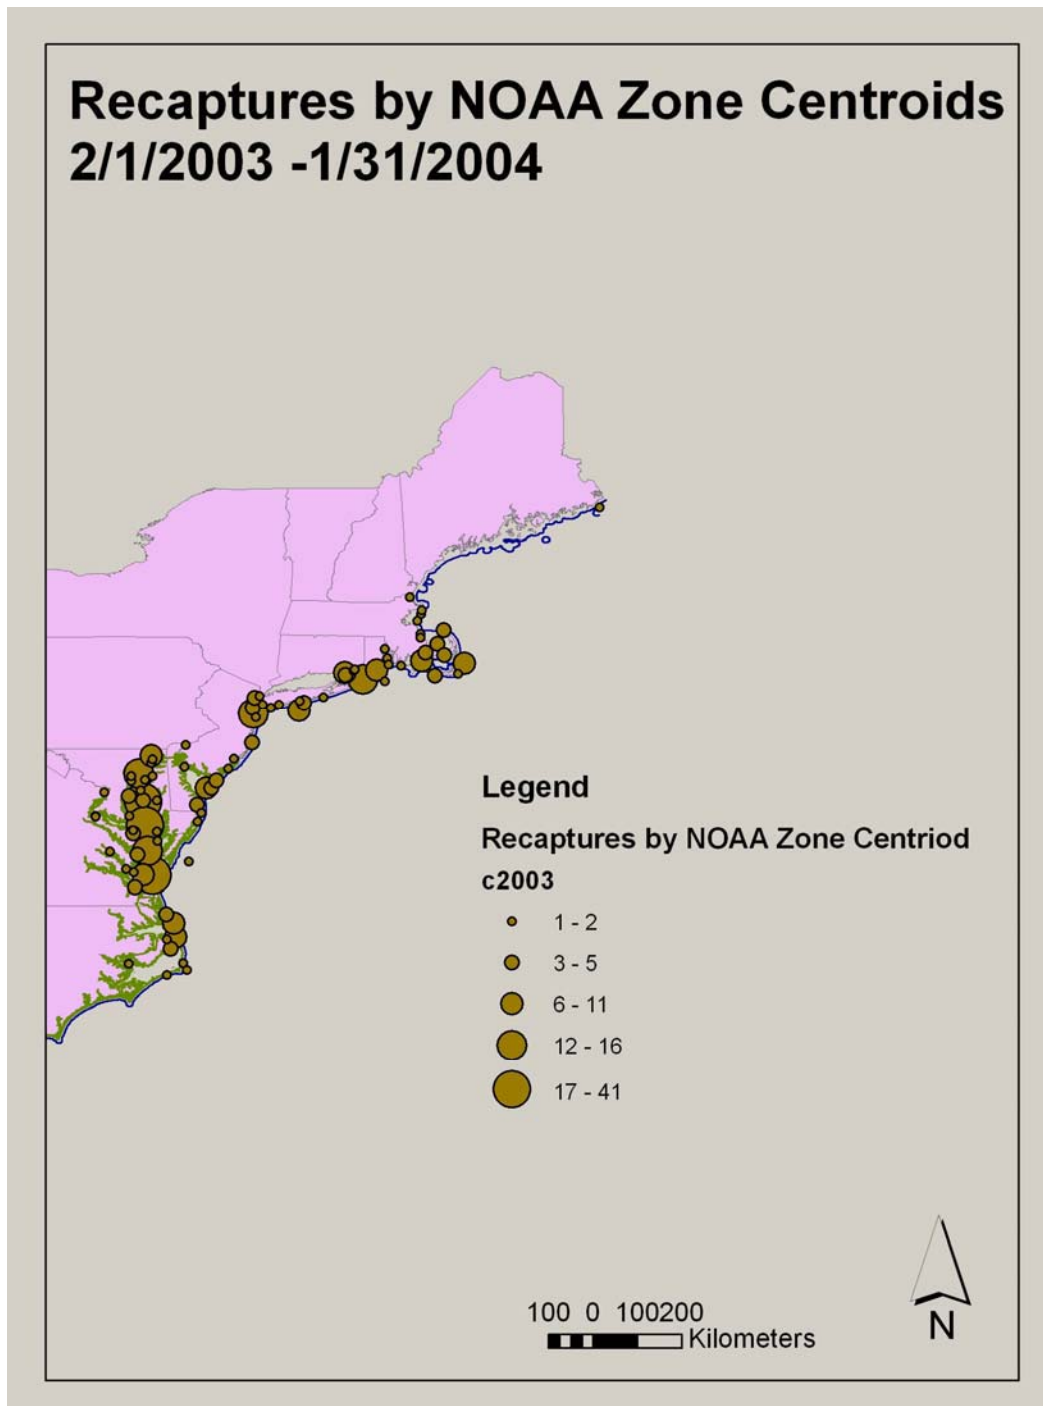 Recaptures by NOAA Zone Centroids
2/1/2003 -1/31/2004
Legend
Recaptures by NOAA Zone Centriod
c2003
1 - 2
3 - 5
6 - 11
12 - 16
17 - 41
100 0 100200
Kilometers
N